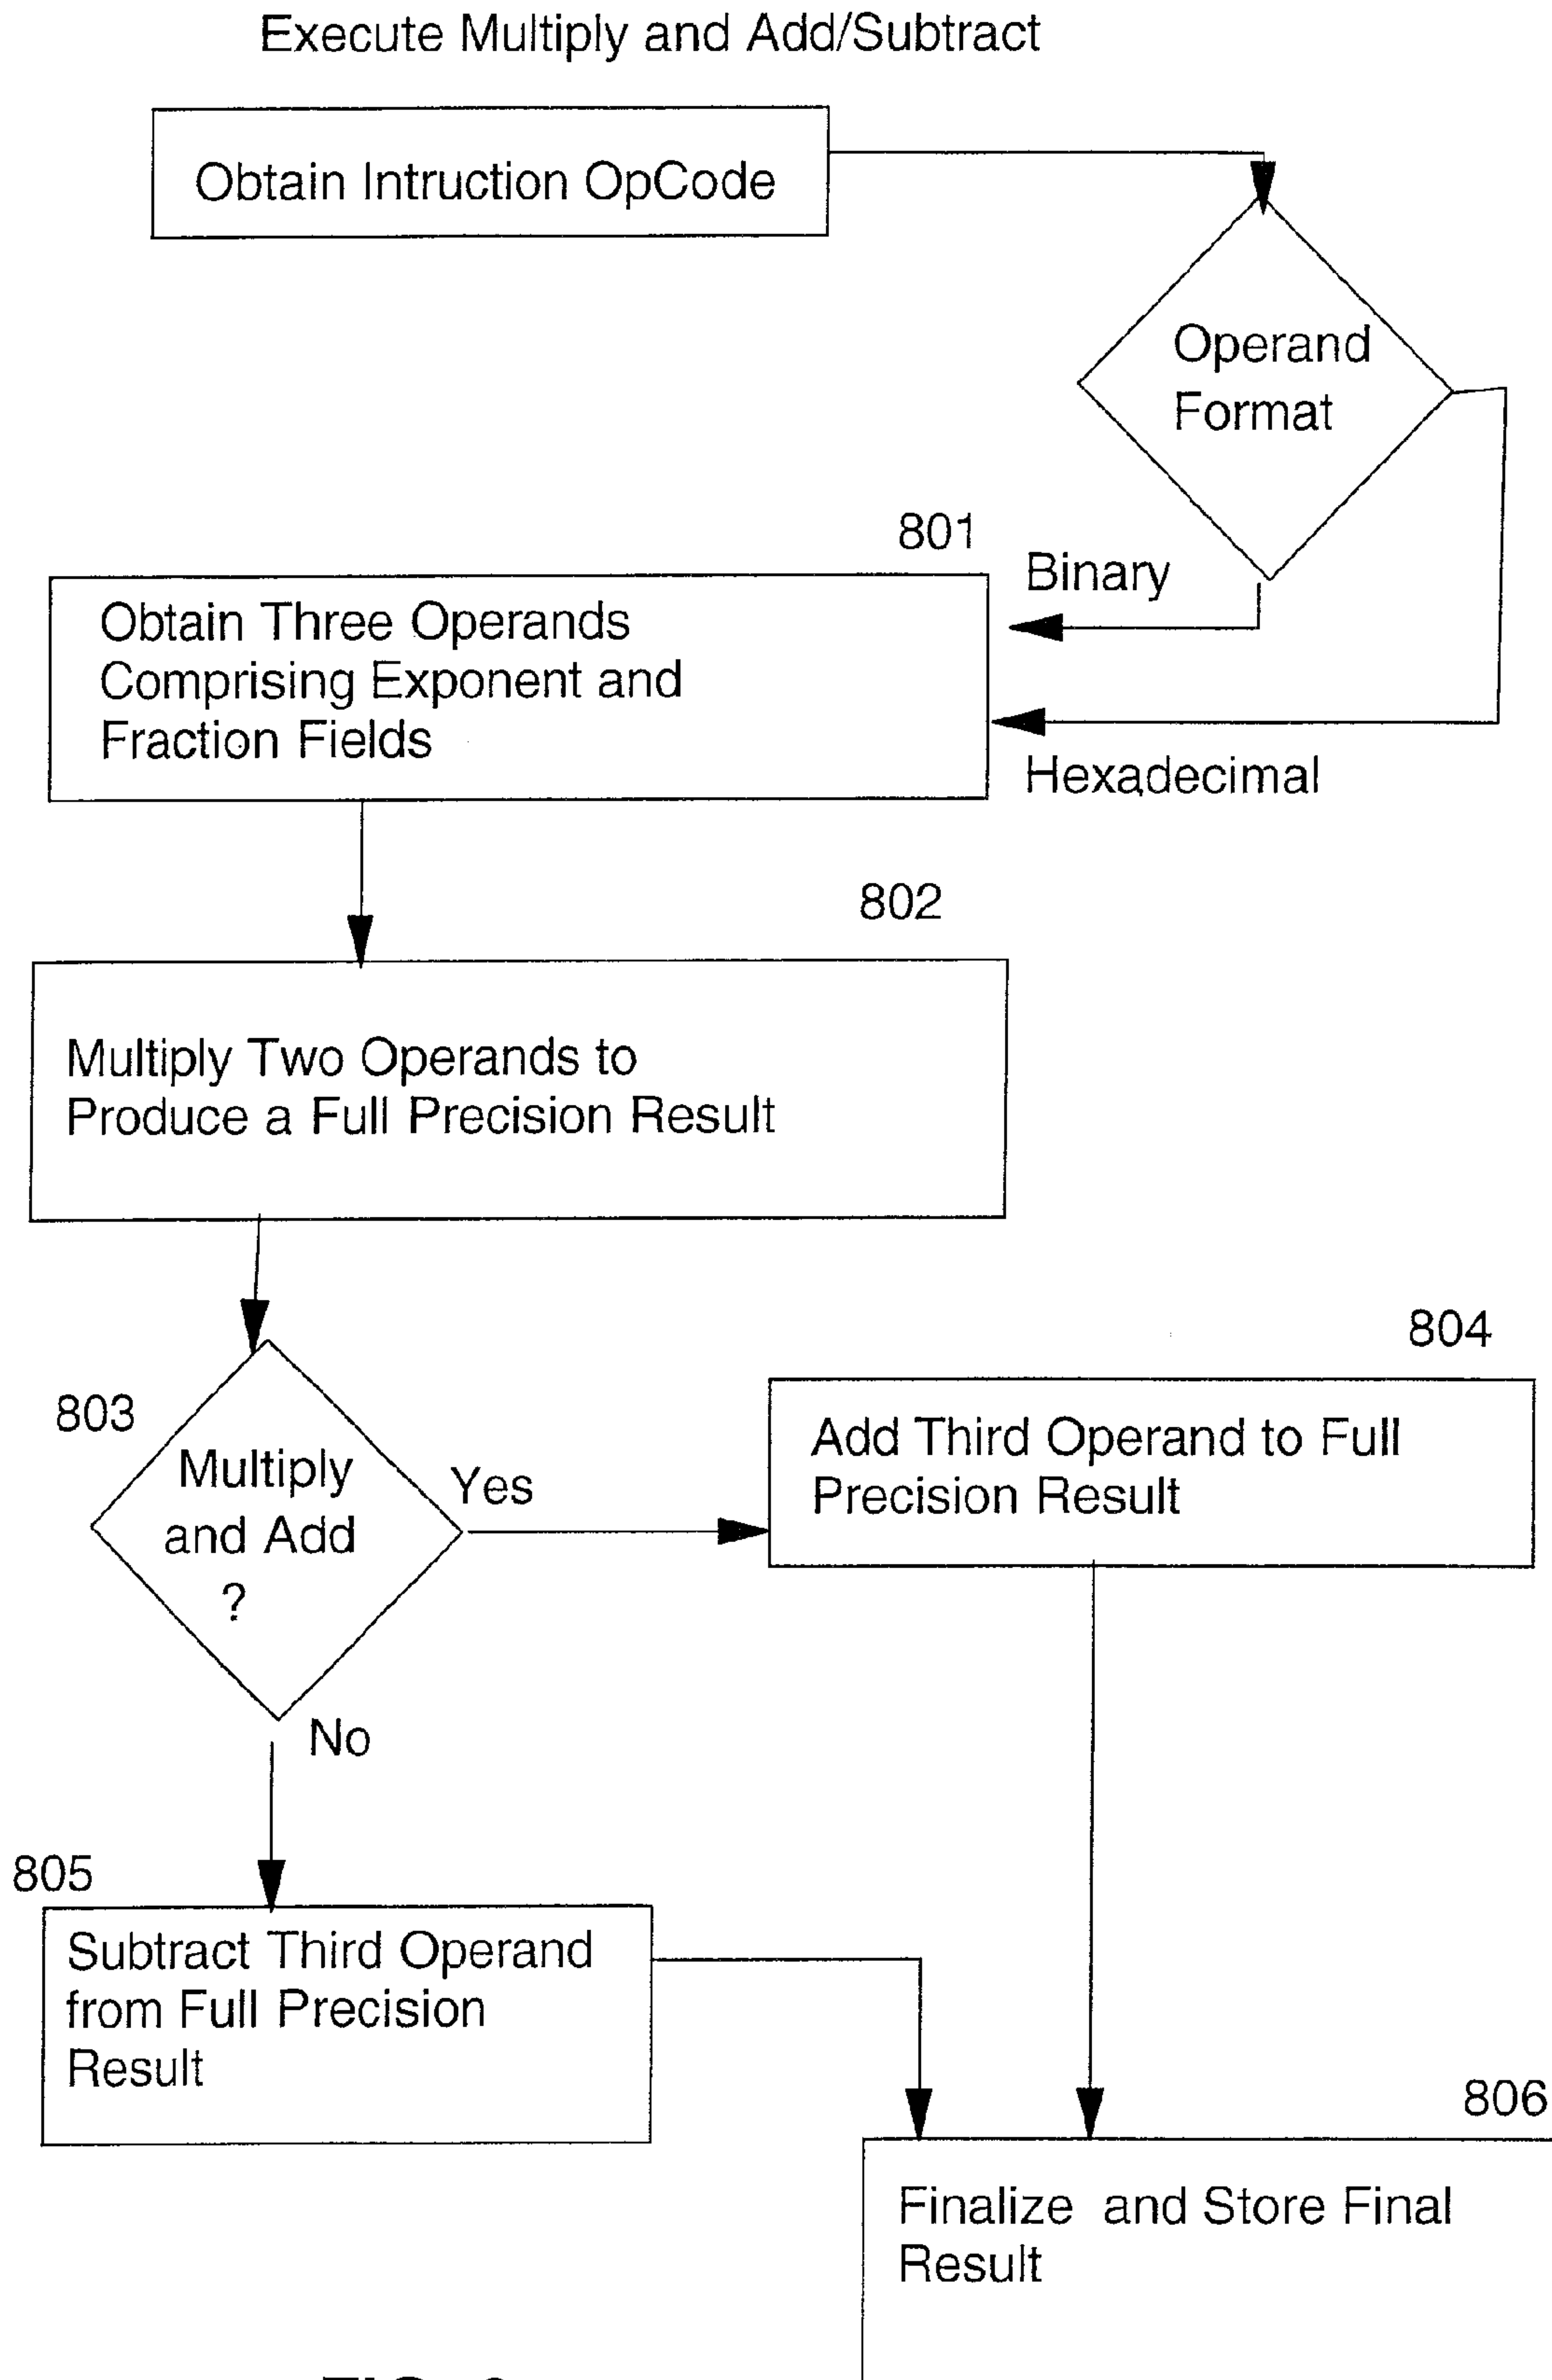 Execute Multiply and Add/Subtract
Obtain Intruction OpCode
Operand
Format
801
Binary
Obtain Three Operands
Comprising Exponent and
Fraction Fields
Hexadecimal
802
Multiply Two Operands to
Produce a Full Precision Result
804
803
Multiply
and Add
?
Yes
Add Third Operand to Full
Precision Result
No
805
Subtract Third Operand
from Full Precision
Result
806
Finalize and Store Final
Result